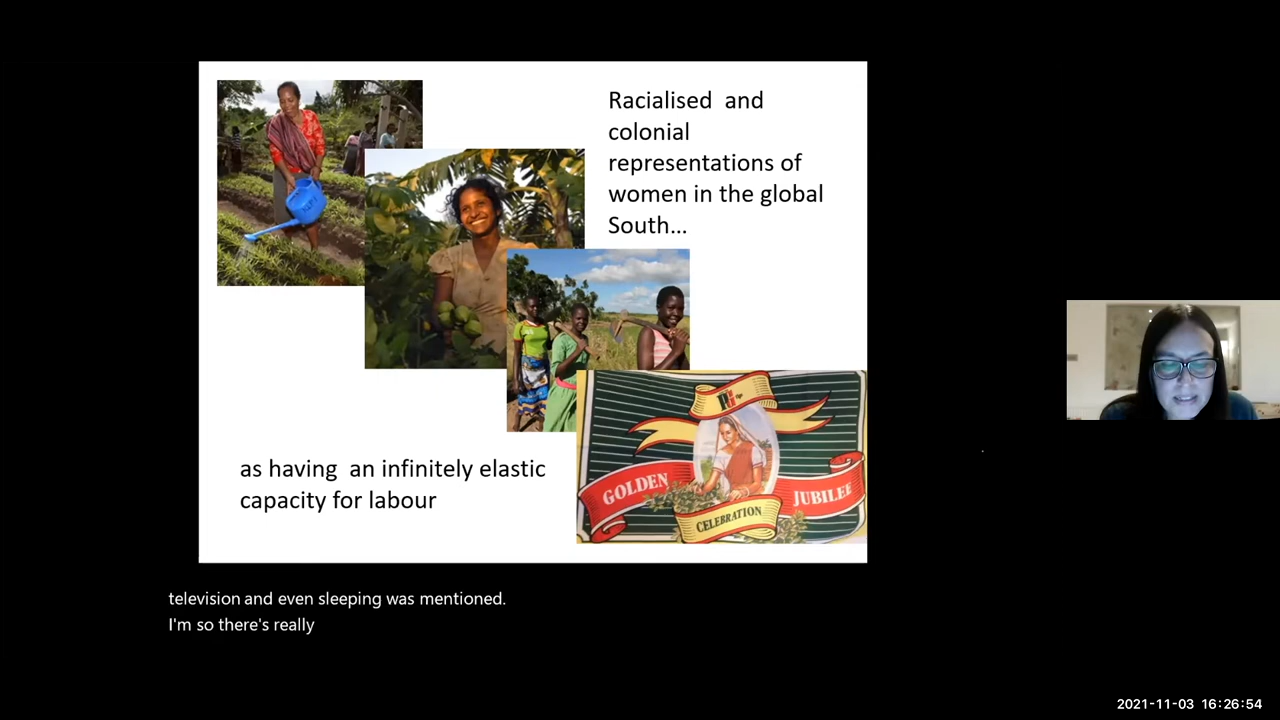 Racialised and
colonial
representations of
women in the global
South...
as having an infinitely elastic
capacity for labour
GOLDEN
JUBILEE
CELEBRATION
television and even sleeping was mentioned.
I'm so there's really
2021-11-03 16:26:54